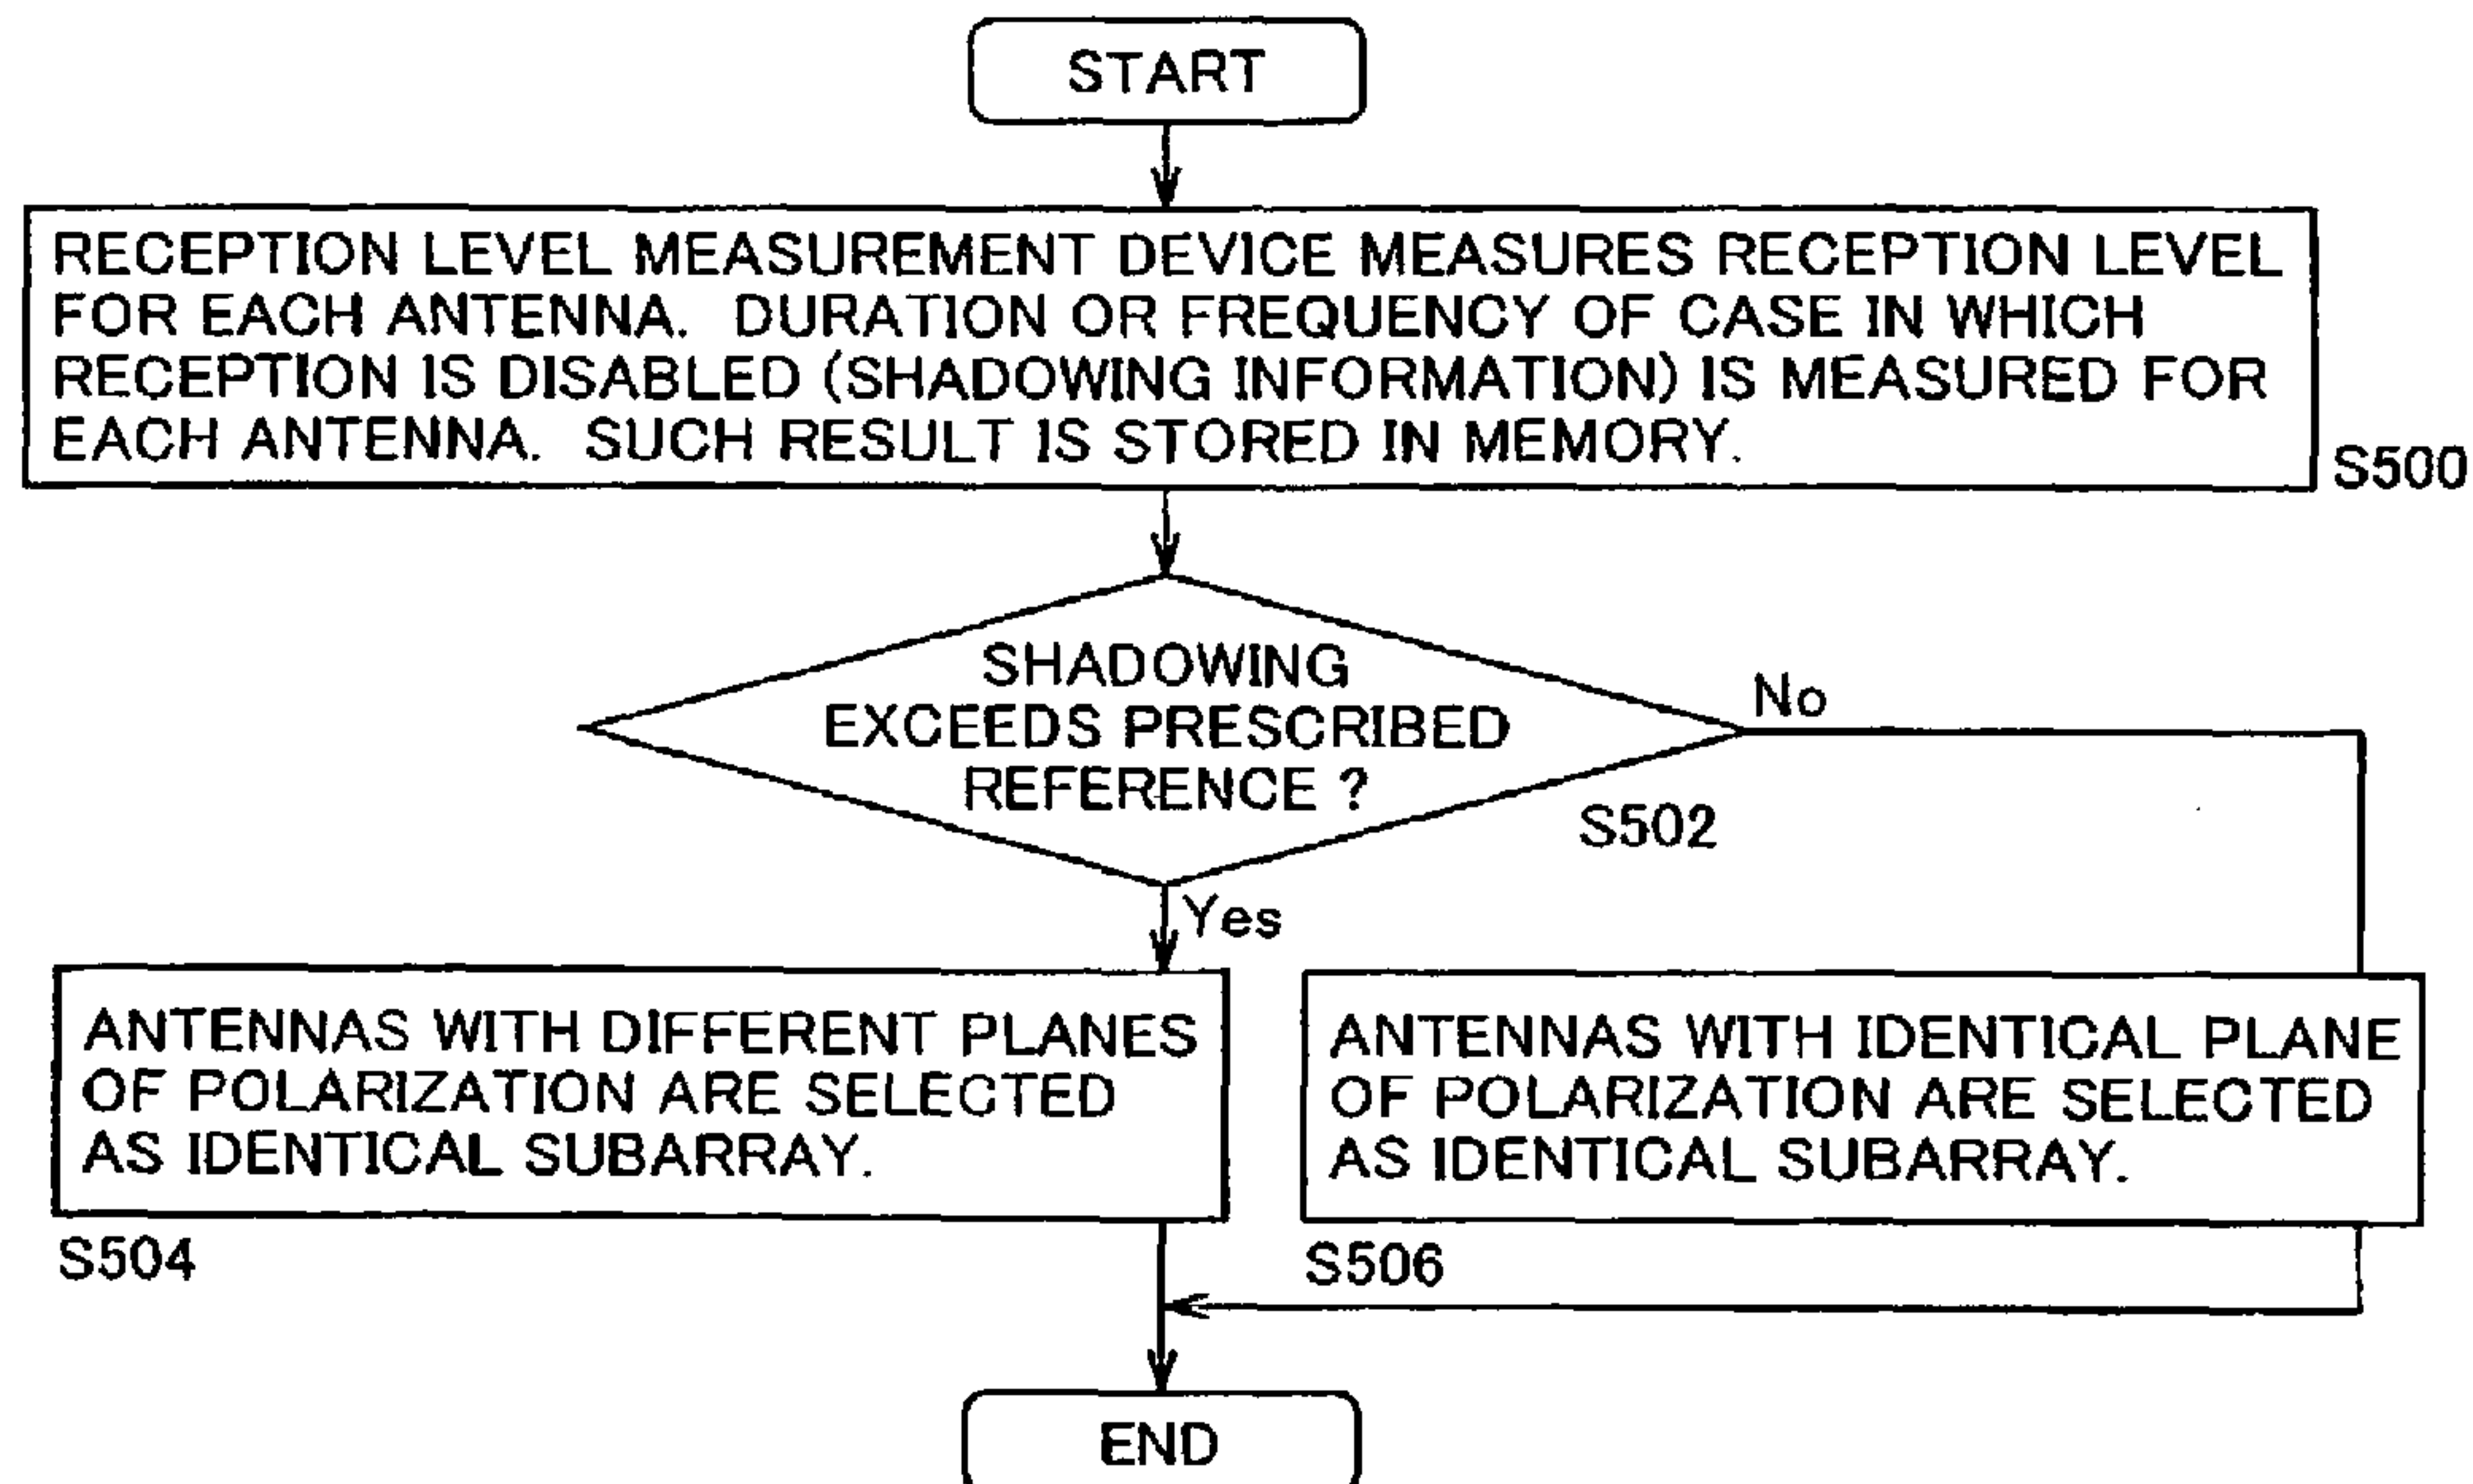 START
RECEPTION LEVEL MEASUREMENT DEVICE MEASURES RECEPTION LEVEL
FOR EACH ANTENNA. DURATION OR FREQUENCY OF CASE IN WHICH
RECEPTION IS DISABLED (SHADOWING INFORMATION) IS MEASURED FOR
EACH ANTENNA. SUCH RESULT IS STORED IN MEMORY.
S500
SHADOWING
EXCEEDS PRESCRIBED
REFERENCE ?
No
S502
Yes
ANTENNAS WITH DIFFERENT PLANES
OF POLARIZATION ARE SELECTED
AS IDENTICAL SUBARRAY.
S504
ANTENNAS WITH IDENTICAL PLANE
OF POLARIZATION ARE SELECTED
AS IDENTICAL SUBARRAY.
S506
END